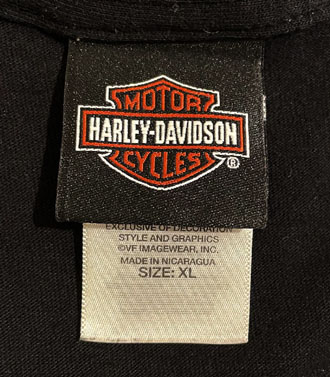 MOTOR
HARLEY-DAVIDSON
CYCLES
®
EXCLUSIVE OF DECORATION
STYLE AND GRAPHICS
©VF IMAGEWEAR, INC.
MADE IN NICARAGUA
SIZE: XL